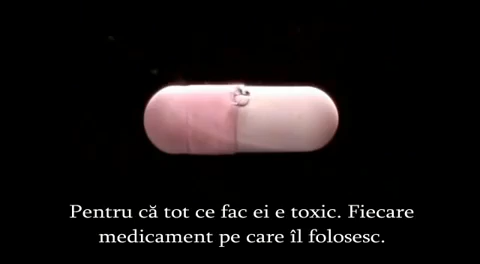 Pentru că tot ce fac ei e toxic. Fiecare
medicament pe care îl folosesc.